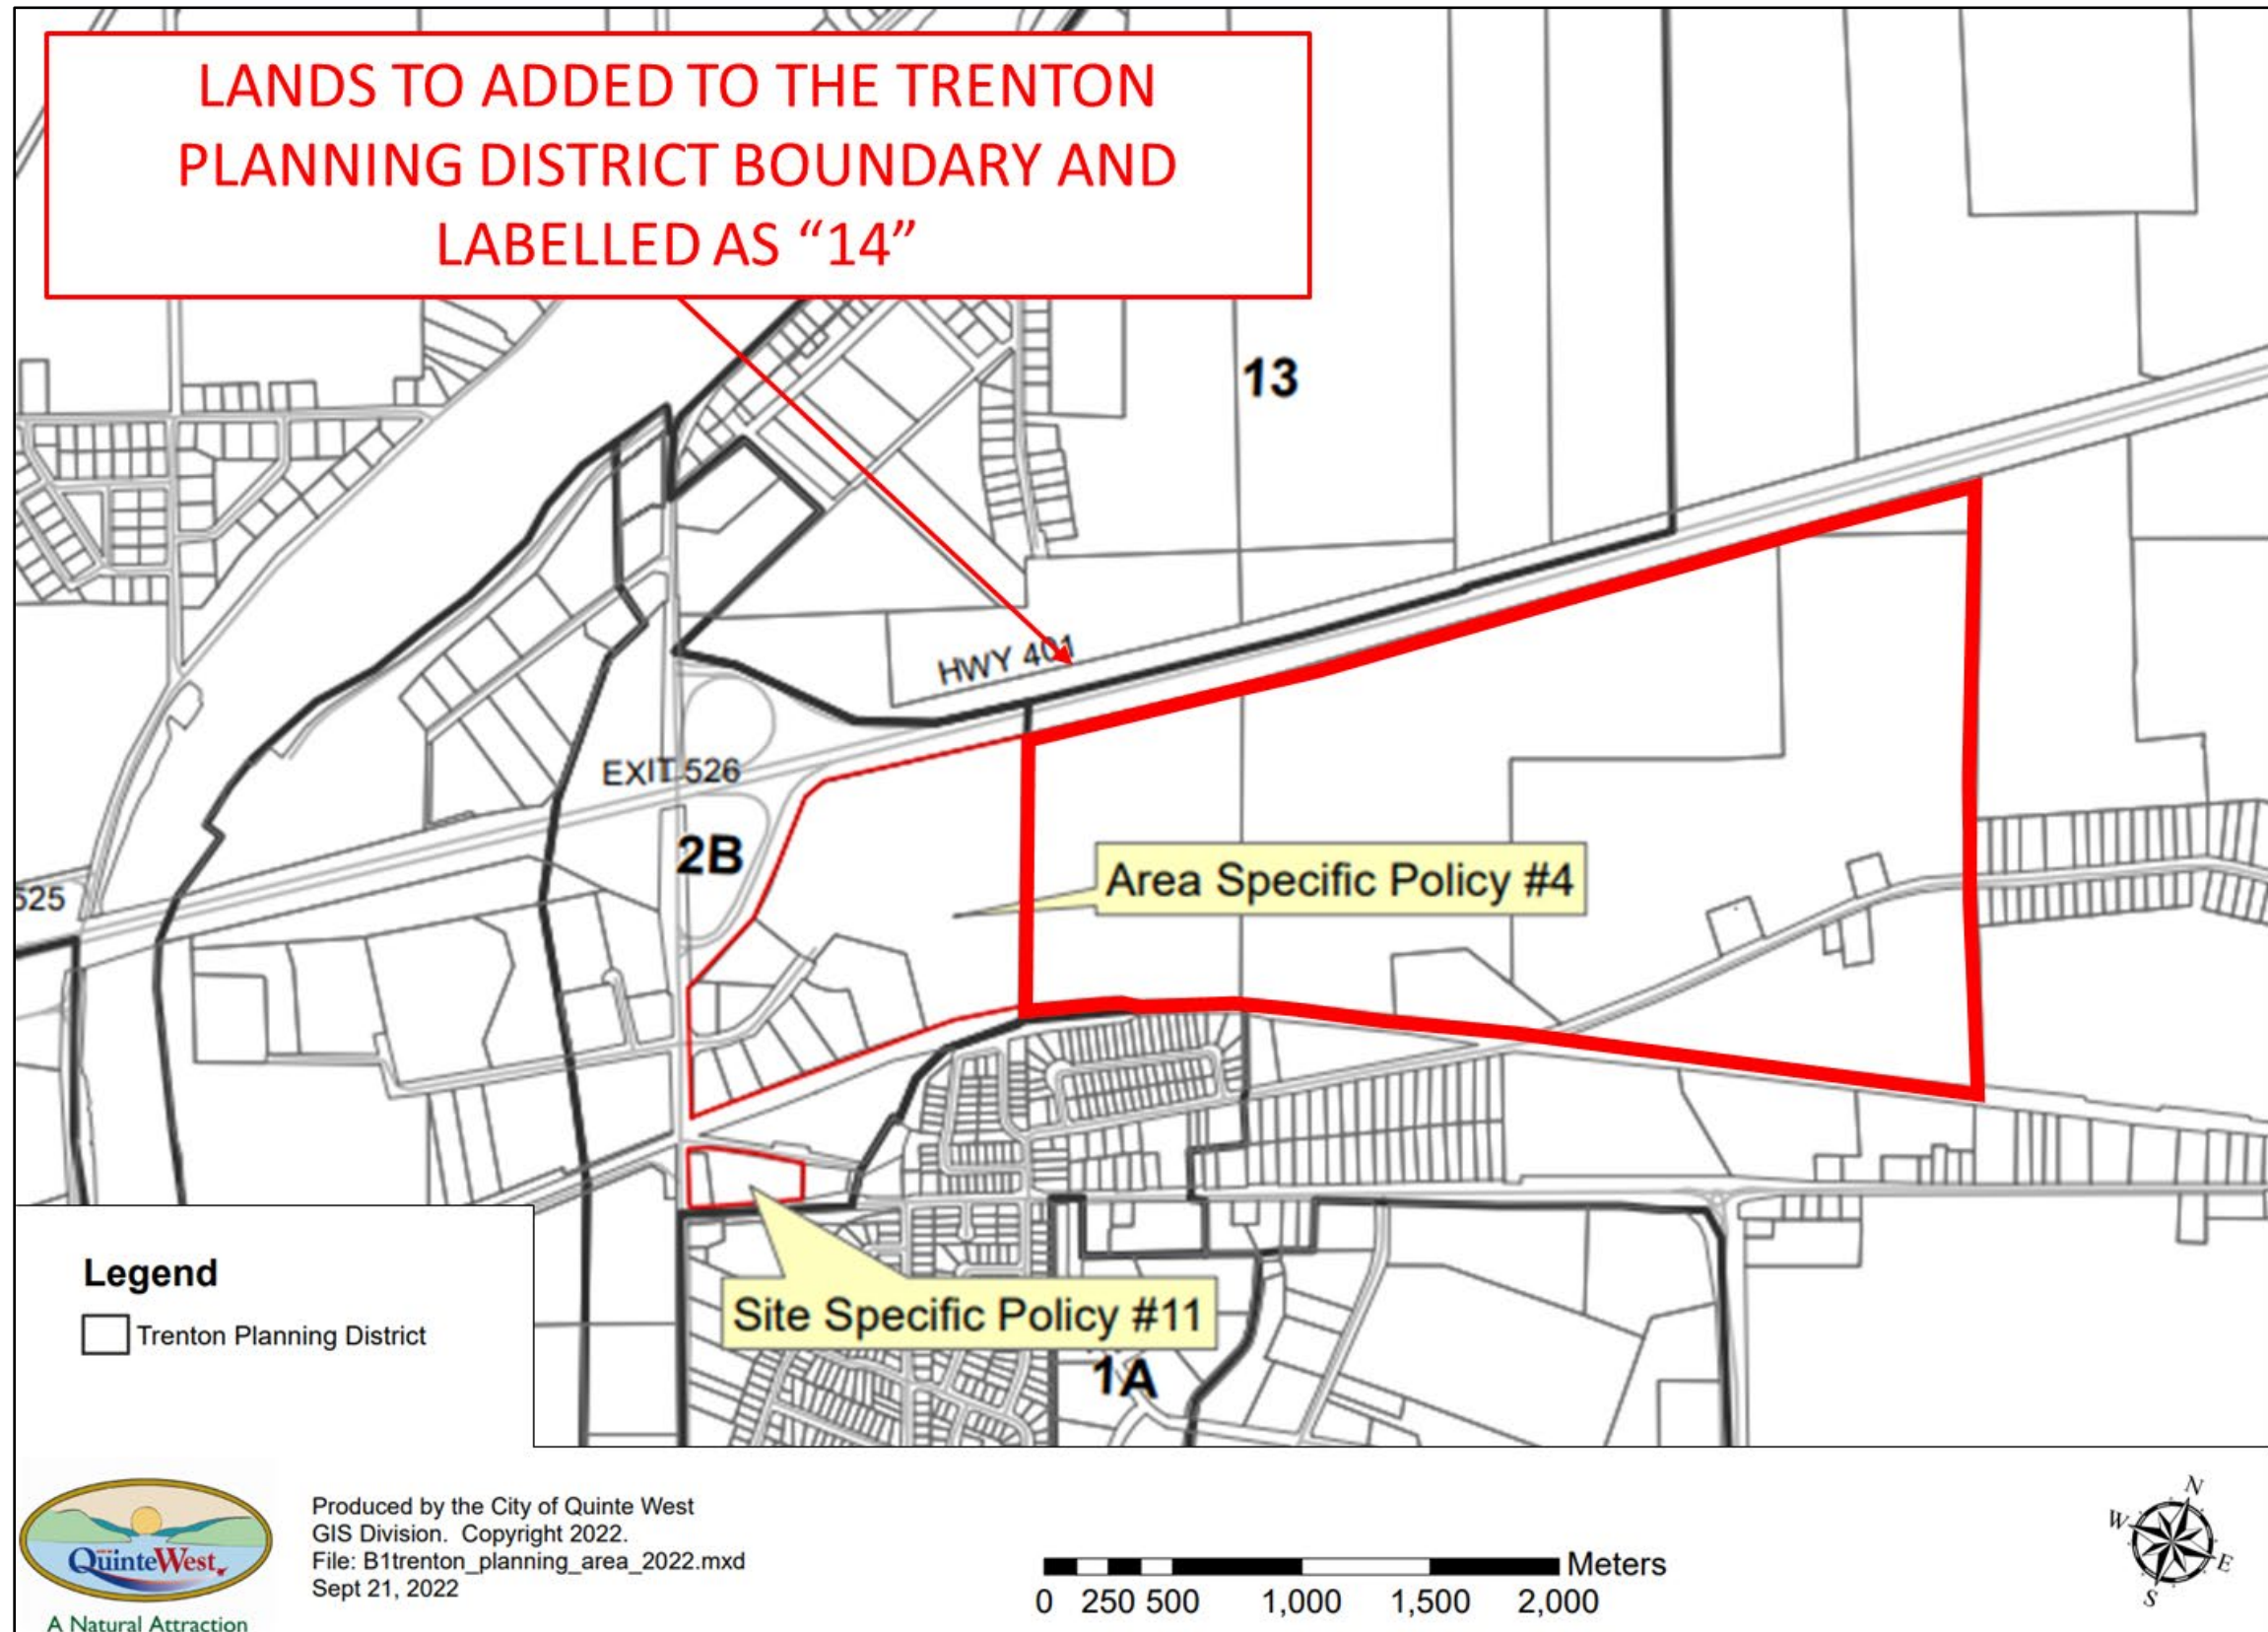 LANDS TO ADDED TO THE TRENTON
PLANNING DISTRICT BOUNDARY AND
LABELLED AS “14”
13
HWY 401
EXIT 526
2B
525
Area Specific Policy #4
Site Specific Policy #11
1A
Legend
Trenton Planning District
QuinteWest
A Natural Attraction
Produced by the City of Quinte West
GIS Division. Copyright 2022.
File: B1trenton_planning_area_2022.mxd
Sept 21, 2022
Meters
0 250 500 1,000 1,500 2,000
N
W
E
S